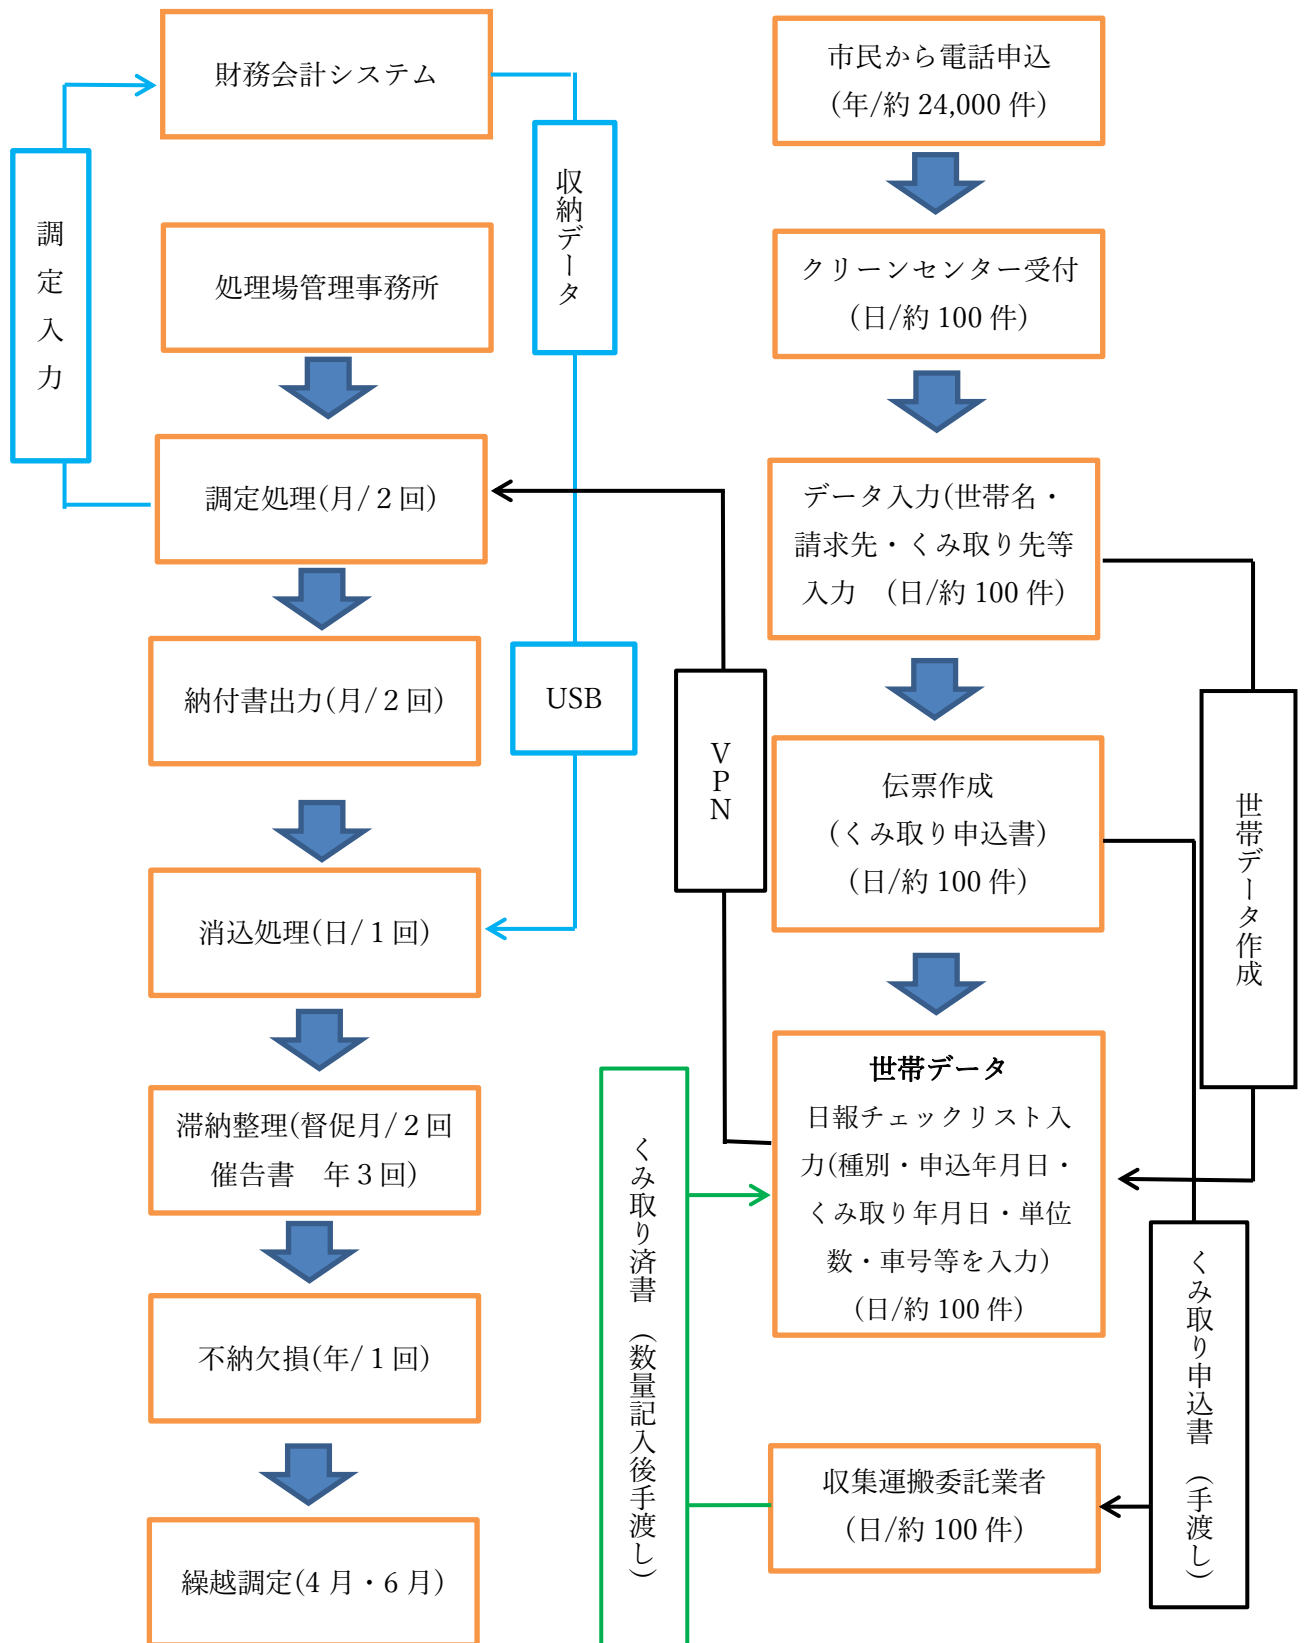 財務会計システム
調定入力
収納データ
処理場管理事務所
調定処理(月/２回)
納付書出力(月/２回)
USB
消込処理(日/１回)
滞納整理(督促月/２回
催告書　年３回)
不納欠損(年/１回)
繰越調定(4月・6月)
市民から電話申込
(年/約 24,000 件)
クリーンセンター受付
(日/約 100 件)
データ入力(世帯名・
請求先・くみ取り先等
入力　(日/約 100 件)
ＶＰＮ
伝票作成
(くみ取り申込書)
(日/約 100 件)
世帯データ作成
世帯データ
日報チェックリスト入
力(種別・申込年月日・
くみ取り年月日・単位
数・車号等を入力)
(日/約 100 件)
くみ取り済書　(数量記入後手渡し)
くみ取り申込書　(手渡し)
収集運搬委託業者
(日/約 100 件)